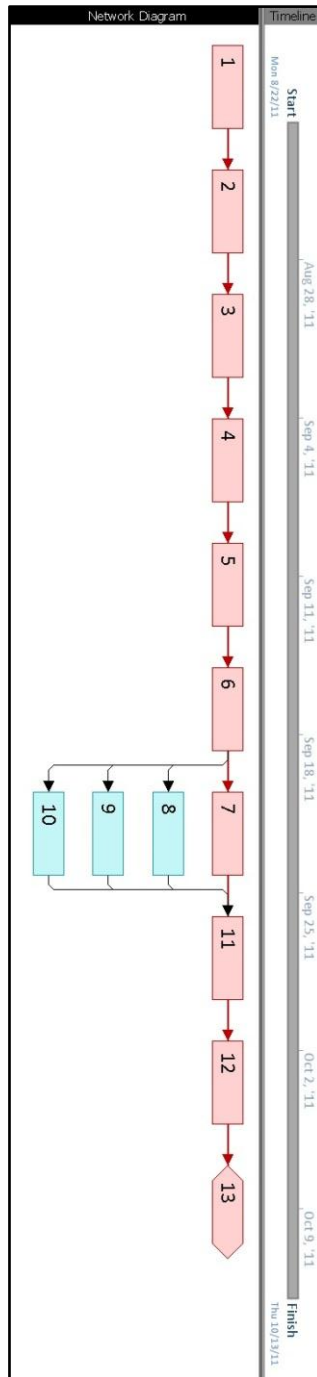 Timeline
Start
Mon 8/22/11
Aug 28, '11
Sep 4, '11
Sep 11, '11
Sep 18, '11
Sep 25, '11
Oct 2, '11
Oct 9, '11
Finish
Thu 10/13/11
Network Diagram
1
2
3
4
5
6
7
8
9
10
11
12
13